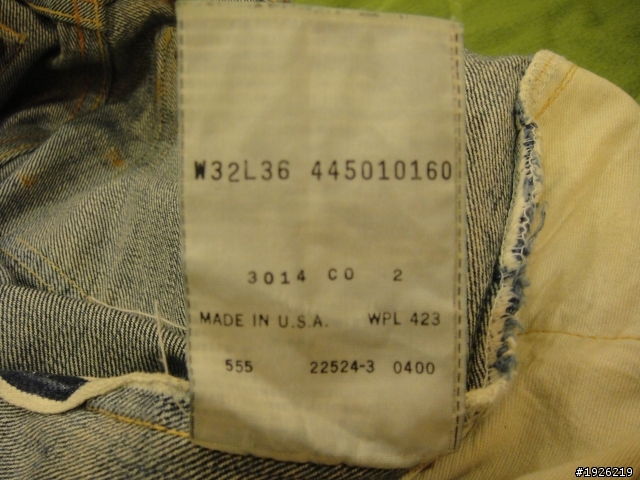 W32L36 445010160
3014 CO 2
MADE IN U.S.A. WPL 423
555 22524-3 0400
#1926219